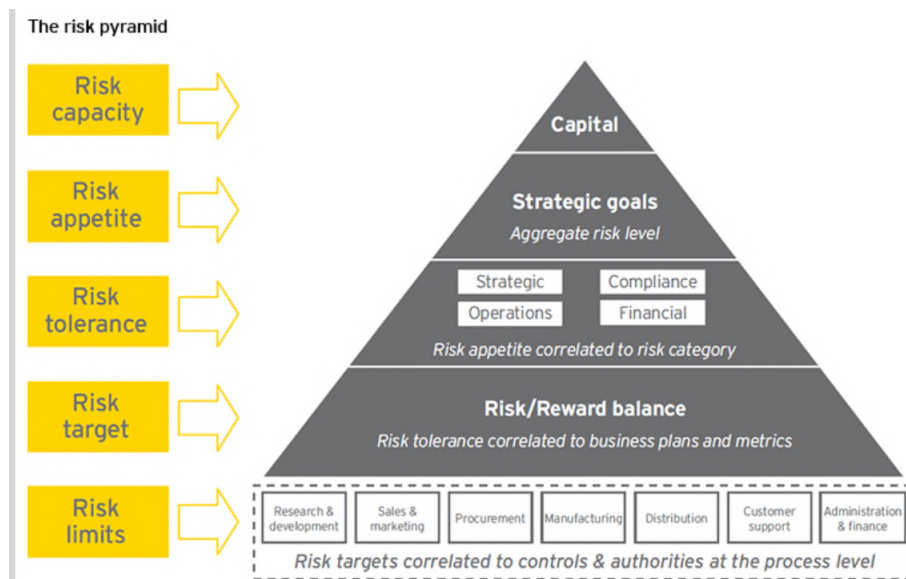 The risk pyramid
Risk
capacity
Capital
Risk
appetite
Strategic goals
Aggregate risk level
Risk
tolerance
Strategic
Compliance
Operations
Financial
Risk appetite correlated to risk category
Risk
target
Risk/Reward balance
Risk tolerance correlated to business plans and metrics
Risk
limits
Research &
development
Sales &
marketing
Procurement
Manufacturing
Distribution
Customer
support
Administration
& finance
Risk targets correlated to controls & authorities at the process level